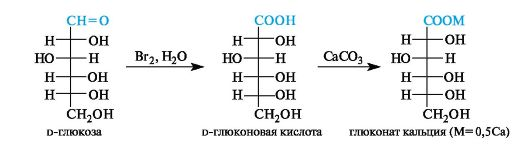 CH=O COOH COOM
H OH H OH H OH
HO H Br₂, H₂O HO H CaCO₃ HO H
H OH H OH H OH
H OH H OH H OH
CH₂OH CH₂OH CH₂OH
D-глюкоза D-глюконовая кислота глюконат кальция (M=0,5Ca)